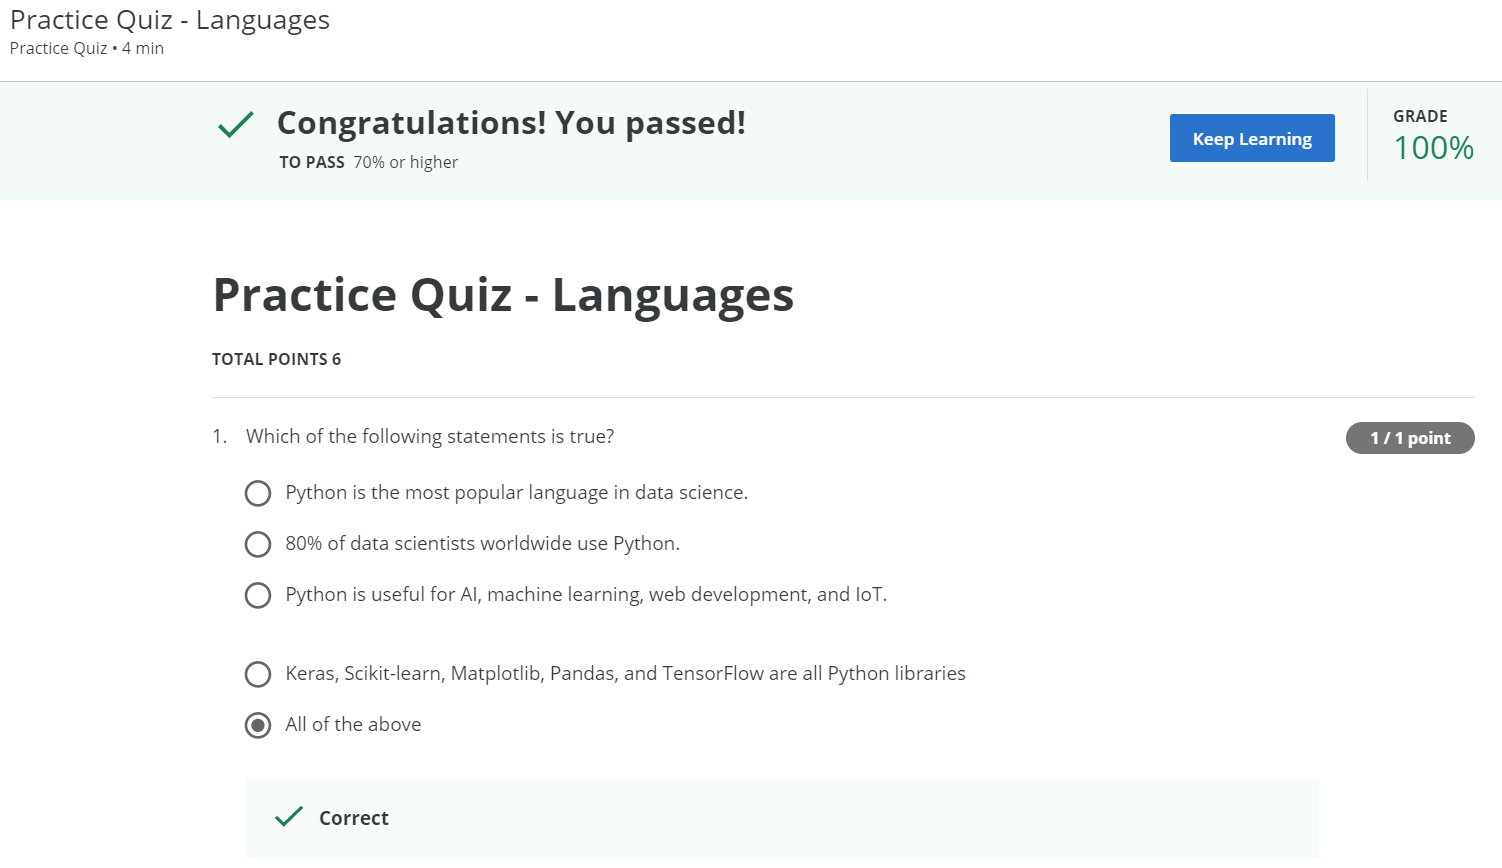 Practice Quiz - Languages
Practice Quiz • 4 min
Congratulations! You passed!
TO PASS 70% or higher
Keep Learning
GRADE
100%
Practice Quiz - Languages
TOTAL POINTS 6
1. Which of the following statements is true?
1 / 1 point
Python is the most popular language in data science.
80% of data scientists worldwide use Python.
Python is useful for AI, machine learning, web development, and IoT.
Keras, Scikit-learn, Matplotlib, Pandas, and TensorFlow are all Python libraries
All of the above
Correct